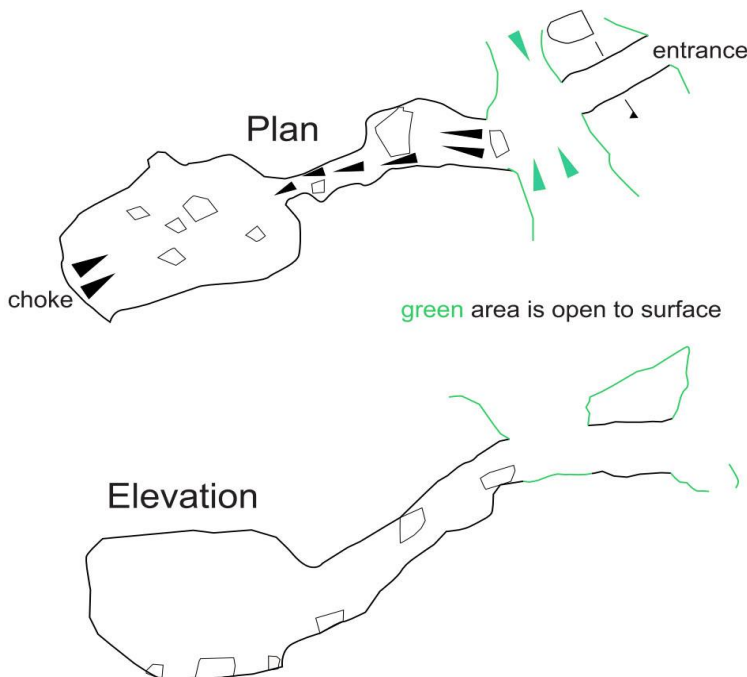 entrance
Plan
choke
green area is open to surface
Elevation